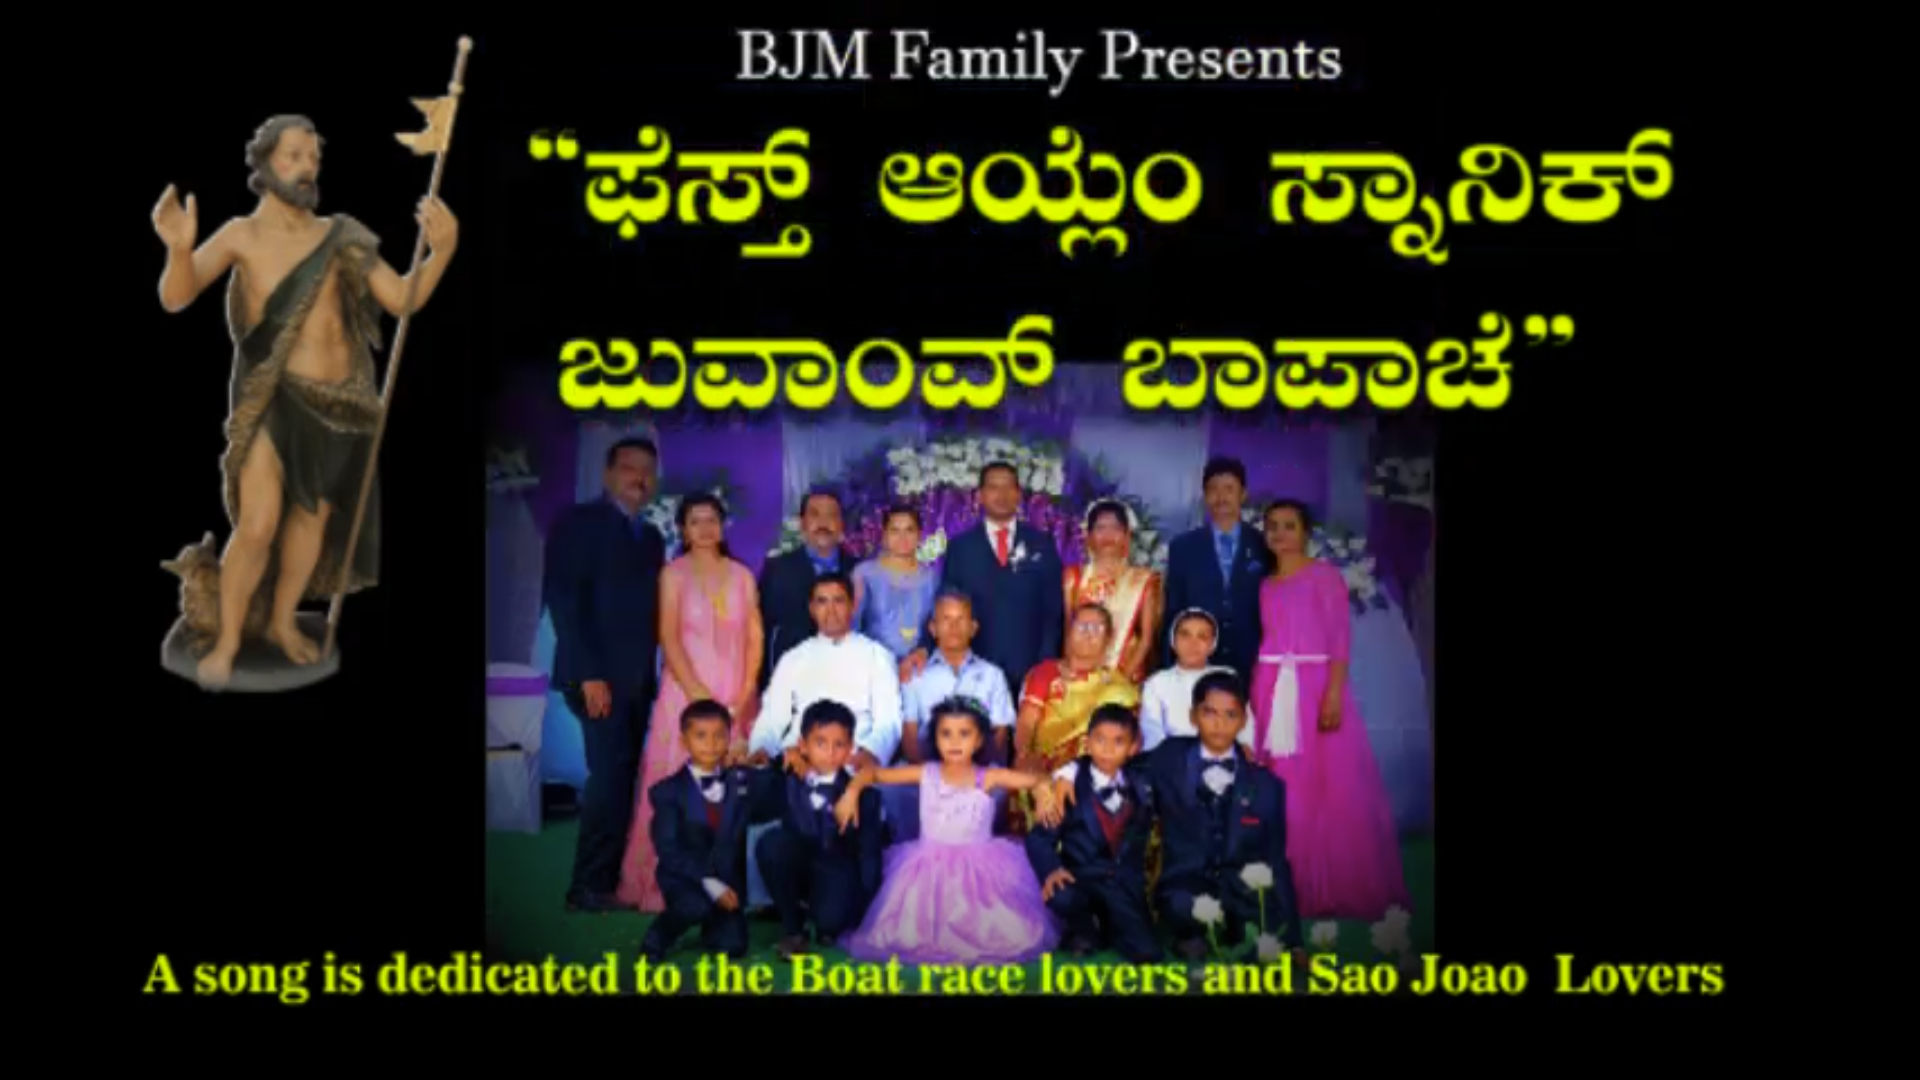 BJM Family Presents
“ಫೆಸ್ತ್ ಆಯ್ಲೆಂ ಸ್ನಾನಿಕ್
ಜುವಾಂವ್ ಬಾಪಾಚೆ”
A song is dedicated to the Boat race lovers and Sao Joao Lovers